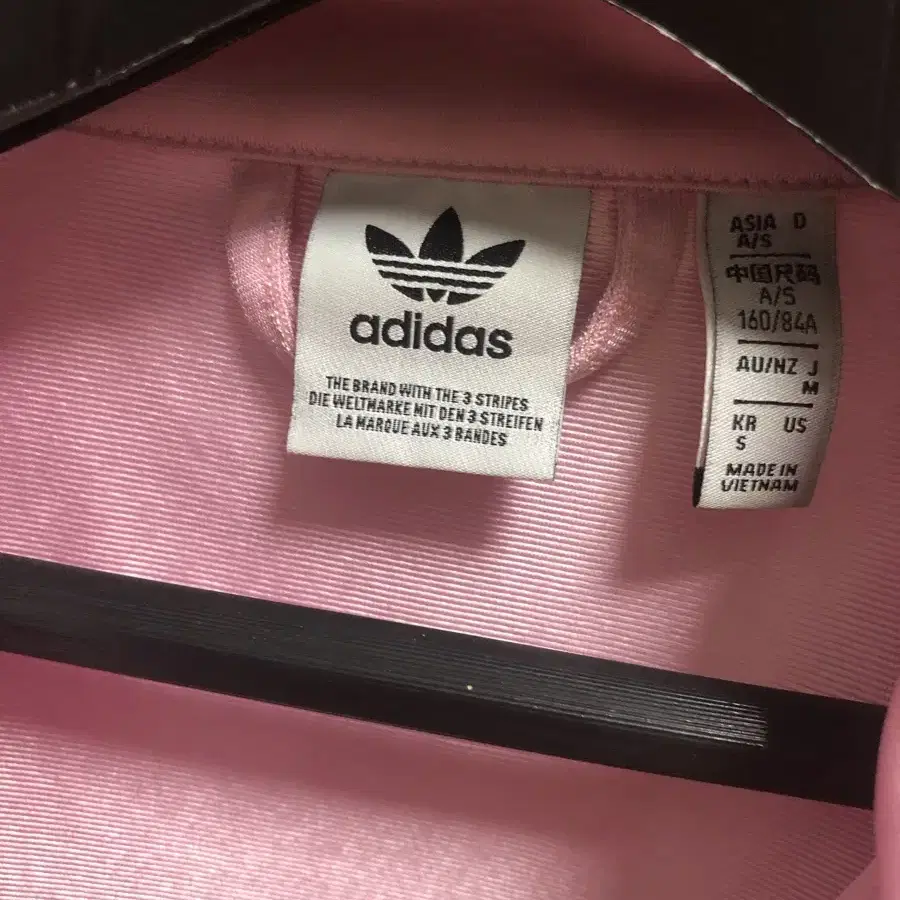 adidas
THE BRAND WITH THE 3 STRIPES
DIE WELTMARKE MIT DEN 3 STREIFEN
LA MARQUE AUX 3 BANDES
ASIA D
A/S
中国尺码
A/S
160/84A
AU/NZ J
M
KR US
S
MADE IN
VIETNAM